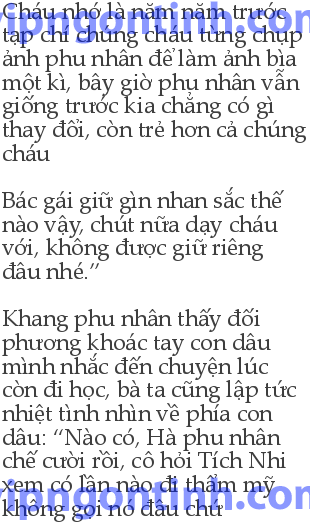 Cháu nhớ là năm năm trước
tạp chí chúng cháu từng chụp
ảnh phu nhân để làm ảnh bìa
một kì, bây giờ phu nhân vẫn
giống trước kia chẳng có gì
thay đổi, còn trẻ hơn cả chúng
cháu
Bác gái giữ gìn nhan sắc thế
nào vậy, chút nữa dạy cháu
với, không được giữ riêng
đâu nhé.”
Khang phu nhân thấy đối
phương khoác tay con dâu
mình nhắc đến chuyện lúc
còn đi học, bà ta cũng lập tức
nhiệt tình nhìn về phía con
dâu: “Nào có, Hà phu nhân
chế cười rồi, cô hỏi Tích Nhi
xem có lần nào đi thẩm mỹ
không gọi nó đâu chứ
vipngontinh.com
vipngontinh.com